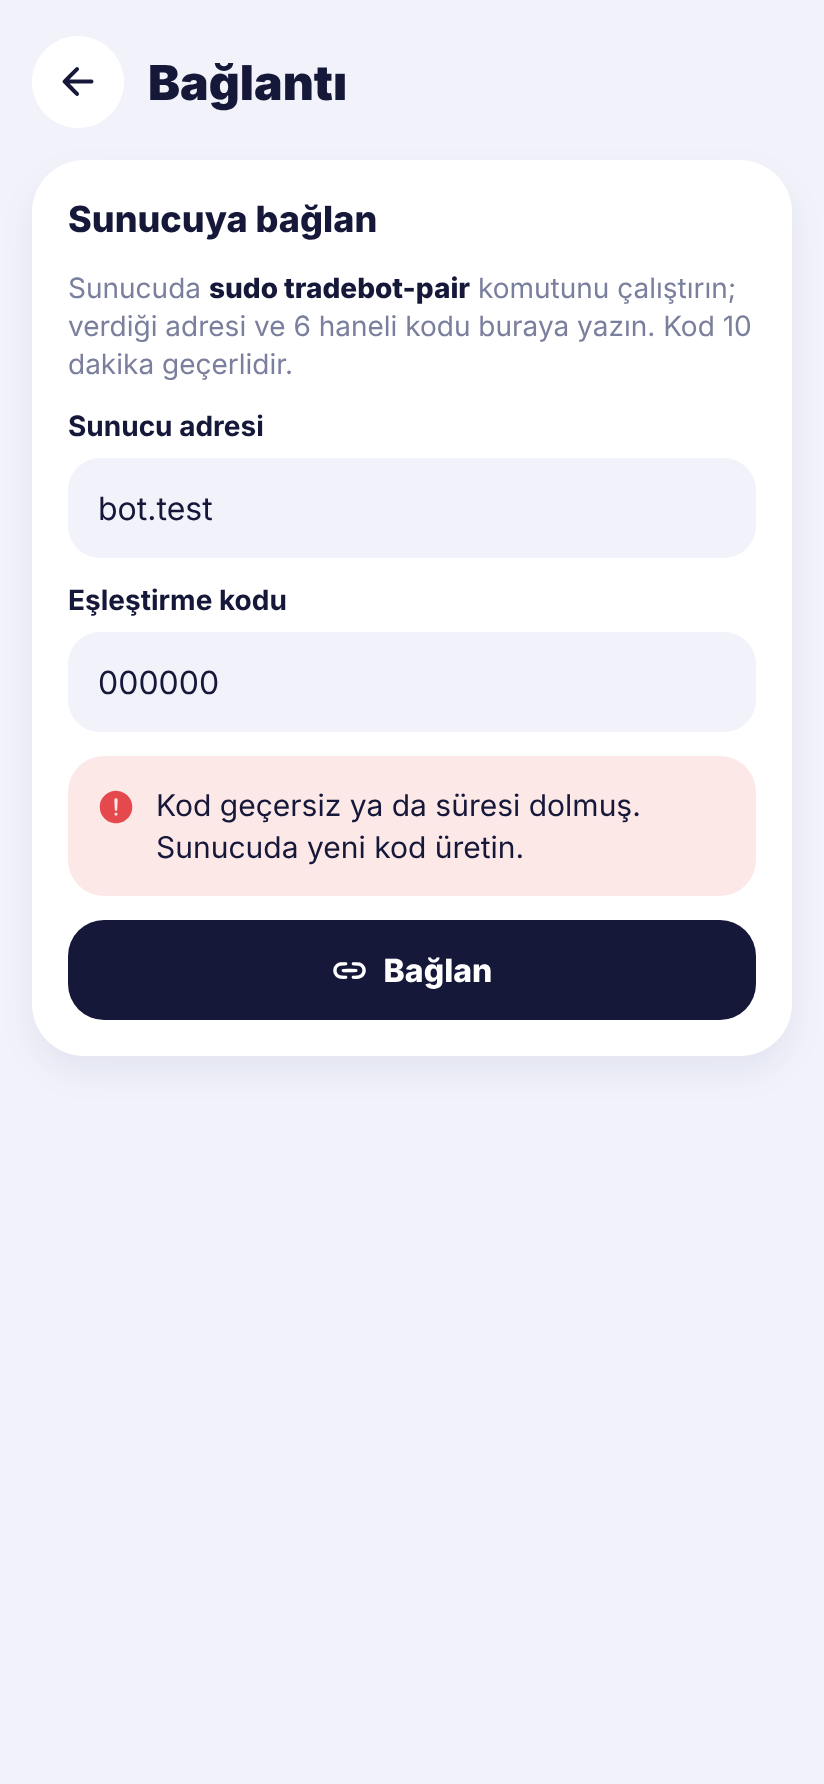 Bağlantı
Sunucuya bağlan
Sunucuda sudo tradebot-pair komutunu çalıştırın;
verdiği adresi ve 6 haneli kodu buraya yazın. Kod 10
dakika geçerlidir.
Sunucu adresi
bot.test
Eşleştirme kodu
000000
Kod geçersiz ya da süresi dolmuş.
Sunucuda yeni kod üretin.
Bağlan